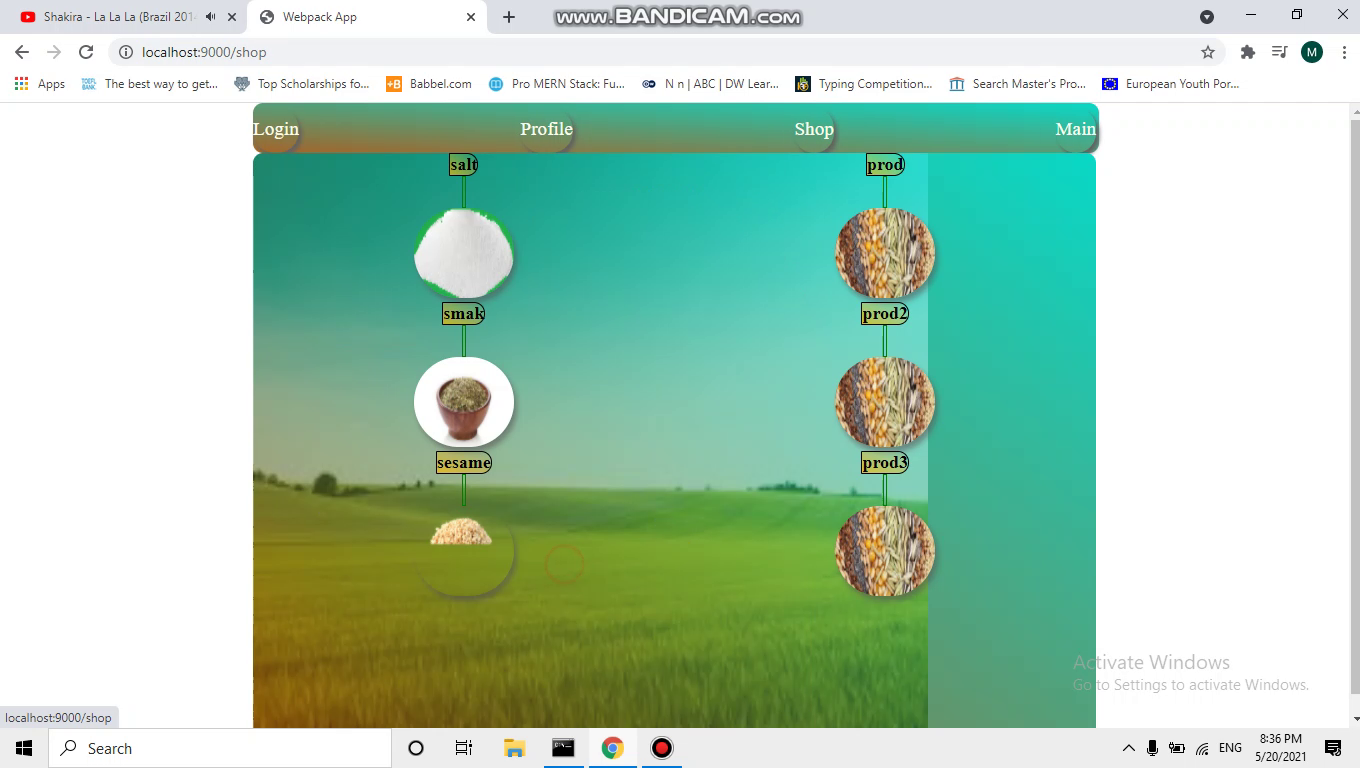 Shakira - La La La (Brazil 201
Webpack App
www.BANDICAM.com
localhost:9000/shop
M
Apps
TOEFL BANK
The best way to get...
Top Scholarships fo...
+B
Babbel.com
Pro MERN Stack: Fu...
N n | ABC | DW Lear...
Typing Competition...
Search Master's Pro...
European Youth Por...
Login
Profile
Shop
Main
salt
prod
smak
prod2
sesame
prod3
Activate Windows
Go to Settings to activate Windows.
localhost:9000/shop
Search
ENG
8:36 PM
5/20/2021